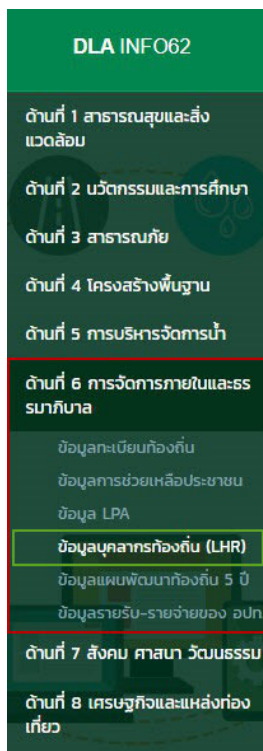 DLA INFO62
ด้านที่ 1 สาธารณสุขและสิ่ง
แวดล้อม
ด้านที่ 2 นวัตกรรมและการศึกษา
ด้านที่ 3 สาธารณภัย
ด้านที่ 4 โครงสร้างพื้นฐาน
ด้านที่ 5 การบริหารจัดการน้ำ
ด้านที่ 6 การจัดการภายในและธร
รมาภิบาล
ข้อมูลทะเบียนท้องถิ่น
ข้อมูลการช่วยเหลือประชาชน
ข้อมูล LPA
ข้อมูลบุคลากรท้องถิ่น (LHR)
ข้อมูลแผนพัฒนาท้องถิ่น 5 ปี
ข้อมูลรายรับ-รายจ่ายของ อปท
ด้านที่ 7 สังคม ศาสนา วัฒนธรรม
ด้านที่ 8 เศรษฐกิจและแหล่งท่อง
เที่ยว